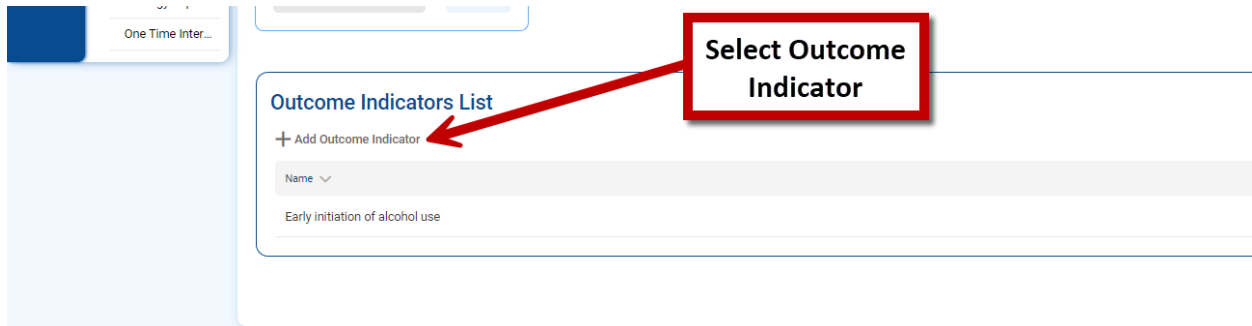 One Time Inter...
Select Outcome
Indicator
Outcome Indicators List
+ Add Outcome Indicator
Name
Early initiation of alcohol use